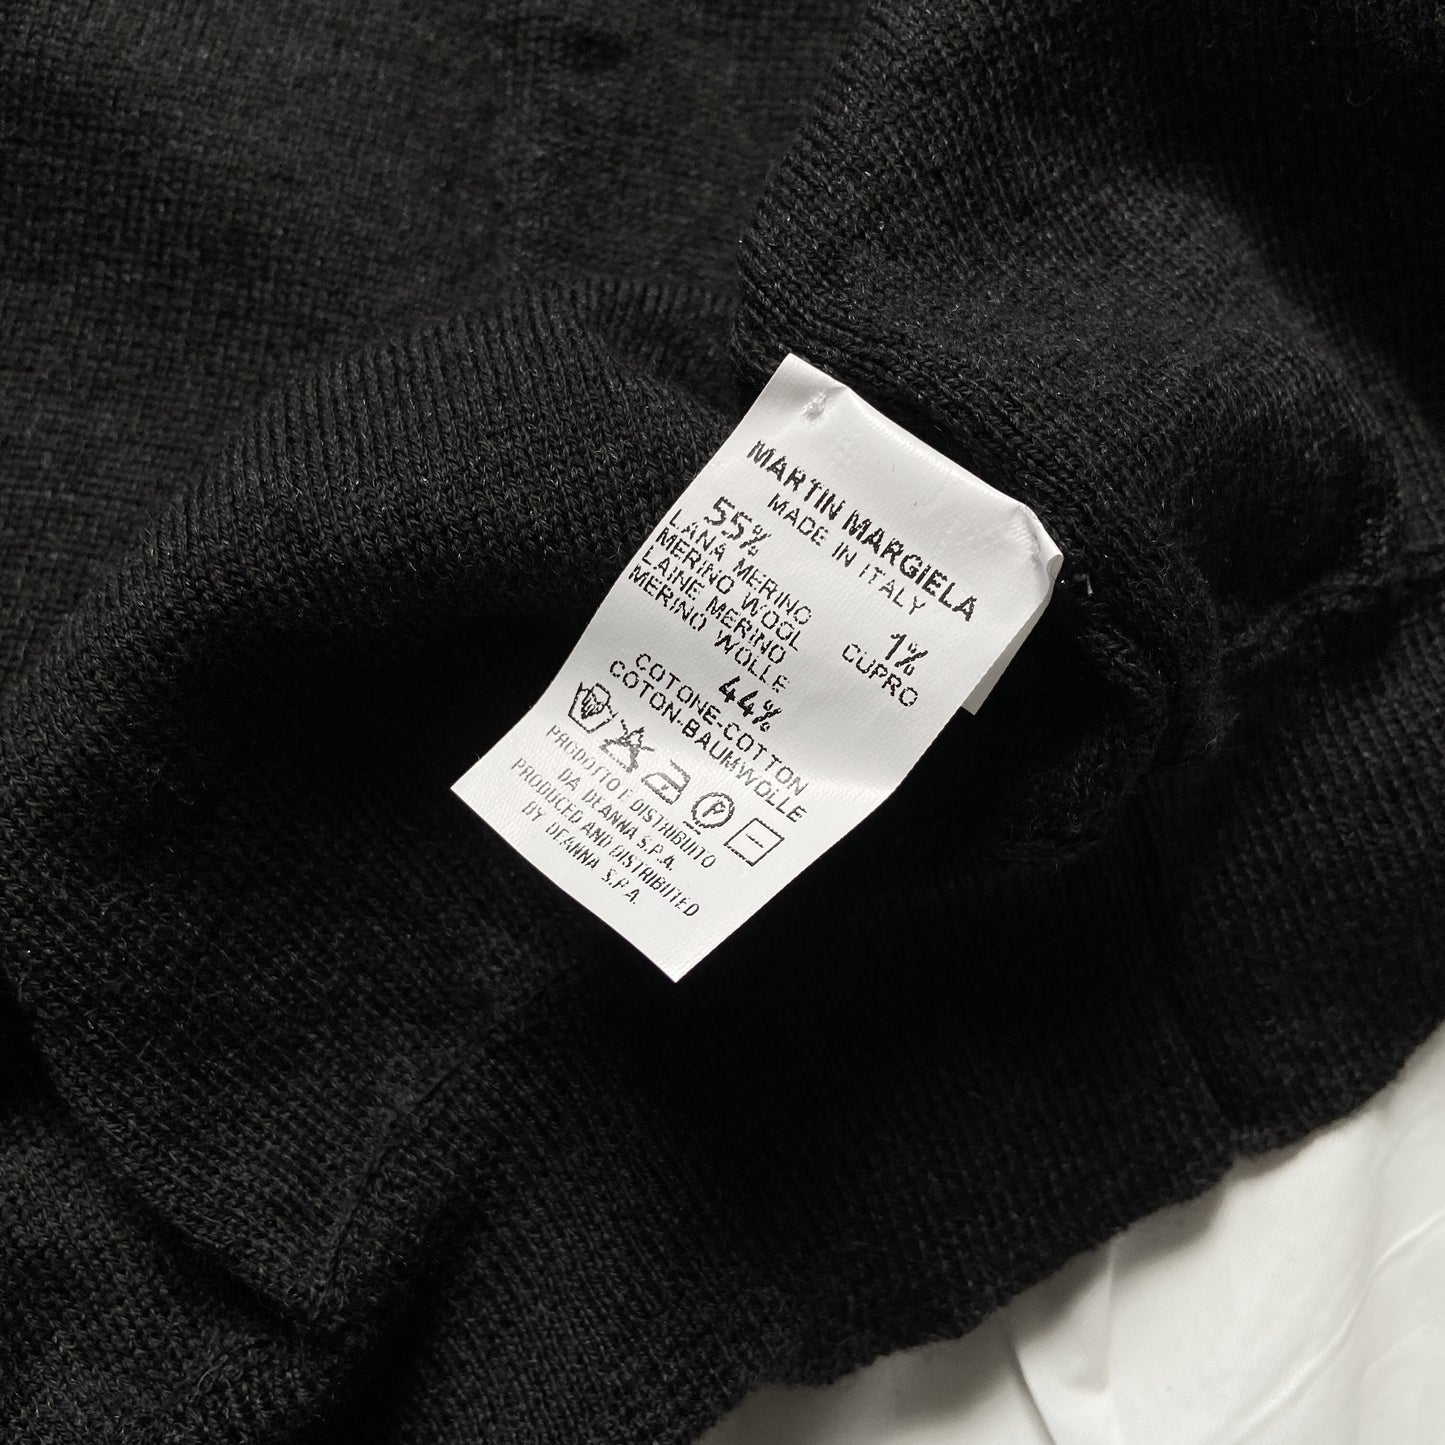 MARTIN MARGIELA
MADE IN ITALY
55%
LANA MERINO
MERINO WOOL
LAINE MERINO
MERINO WOLLE
44%
COTONE-COTTON
COTON-BAUMWOLLE
1%
CUPRO
P
PRODOTTO E DISTRIBUITO
DA DEANNA S.P.A.
PRODUCED AND DISTRIBUTED
BY DEANNA S.P.A.